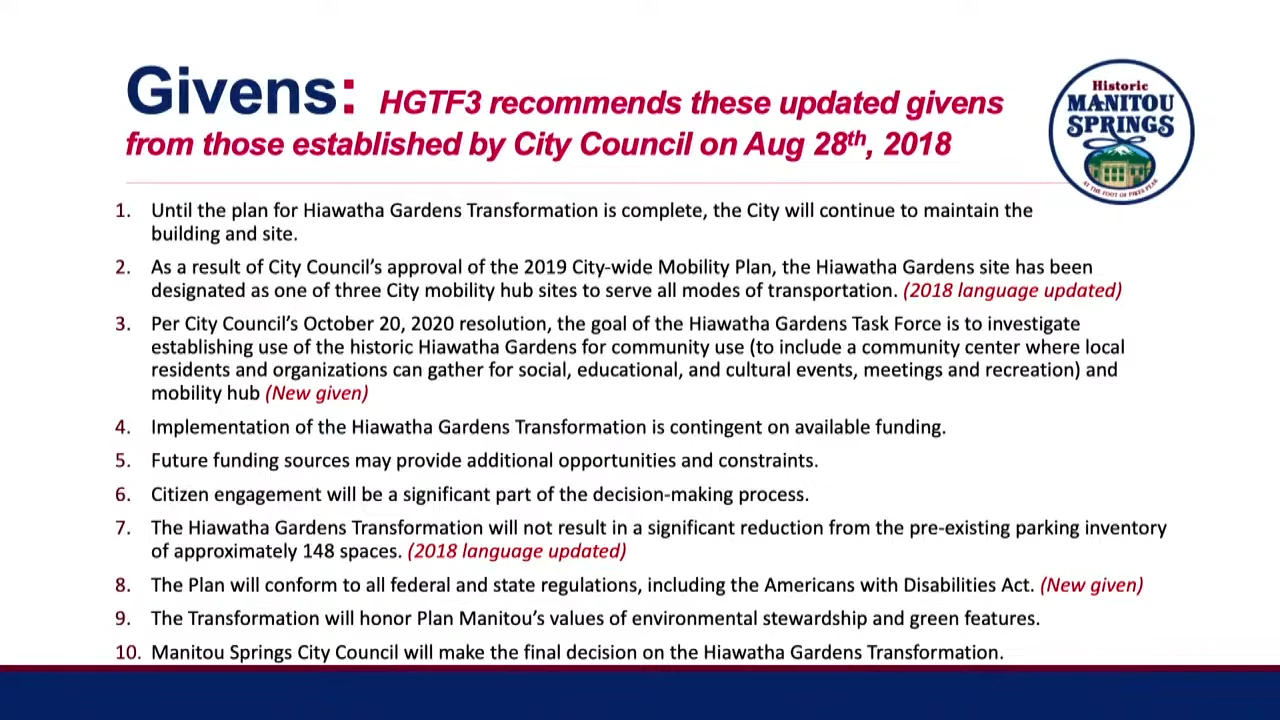 Givens: HGTF3 recommends these updated givens
from those established by City Council on Aug 28th, 2018
Historic
MANITOU
SPRINGS
AT THE FOOT OF PIKES PEAK
1. Until the plan for Hiawatha Gardens Transformation is complete, the City will continue to maintain the
building and site.
2. As a result of City Council’s approval of the 2019 City-wide Mobility Plan, the Hiawatha Gardens site has been
designated as one of three City mobility hub sites to serve all modes of transportation. (2018 language updated)
3. Per City Council’s October 20, 2020 resolution, the goal of the Hiawatha Gardens Task Force is to investigate
establishing use of the historic Hiawatha Gardens for community use (to include a community center where local
residents and organizations can gather for social, educational, and cultural events, meetings and recreation) and
mobility hub (New given)
4. Implementation of the Hiawatha Gardens Transformation is contingent on available funding.
5. Future funding sources may provide additional opportunities and constraints.
6. Citizen engagement will be a significant part of the decision-making process.
7. The Hiawatha Gardens Transformation will not result in a significant reduction from the pre-existing parking inventory
of approximately 148 spaces. (2018 language updated)
8. The Plan will conform to all federal and state regulations, including the Americans with Disabilities Act. (New given)
9. The Transformation will honor Plan Manitou’s values of environmental stewardship and green features.
10. Manitou Springs City Council will make the final decision on the Hiawatha Gardens Transformation.